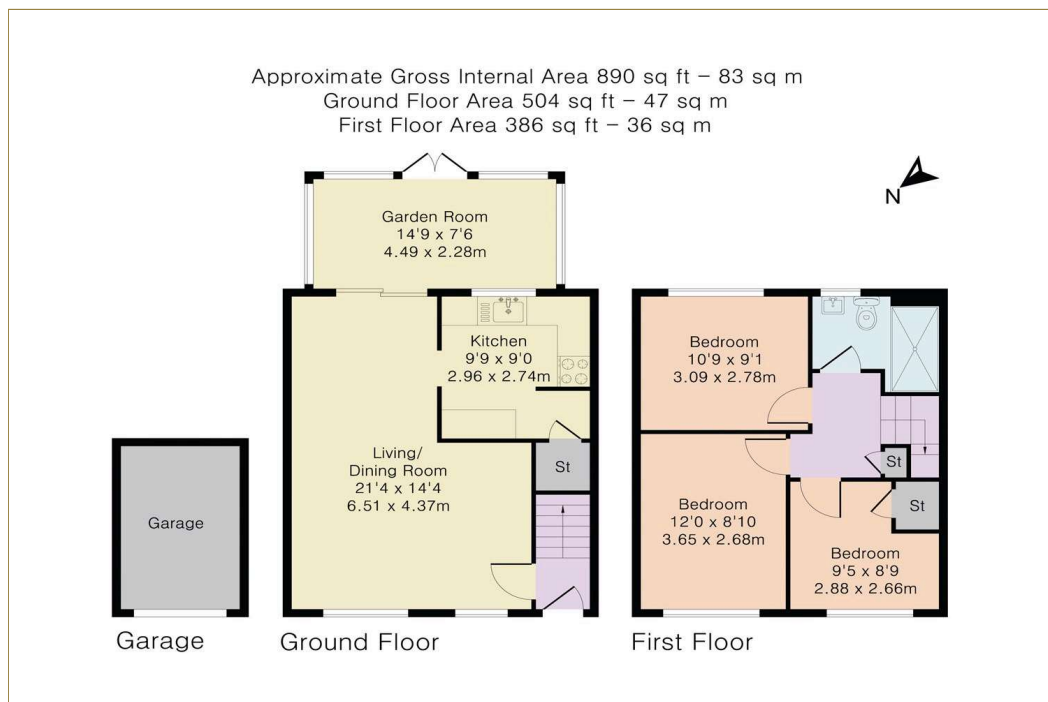 Approximate Gross Internal Area 890 sq ft – 83 sq m
Ground Floor Area 504 sq ft – 47 sq m
First Floor Area 386 sq ft – 36 sq m
N
Garden Room
14'9 x 7'6
4.49 x 2.28m
Kitchen
9'9 x 9'0
2.96 x 2.74m
Living/
Dining Room
21'4 x 14'4
6.51 x 4.37m
St
Garage
Bedroom
10'9 x 9'1
3.09 x 2.78m
Bedroom
12'0 x 8'10
3.65 x 2.68m
St
St
Bedroom
9'5 x 8'9
2.88 x 2.66m
Garage
Ground Floor
First Floor